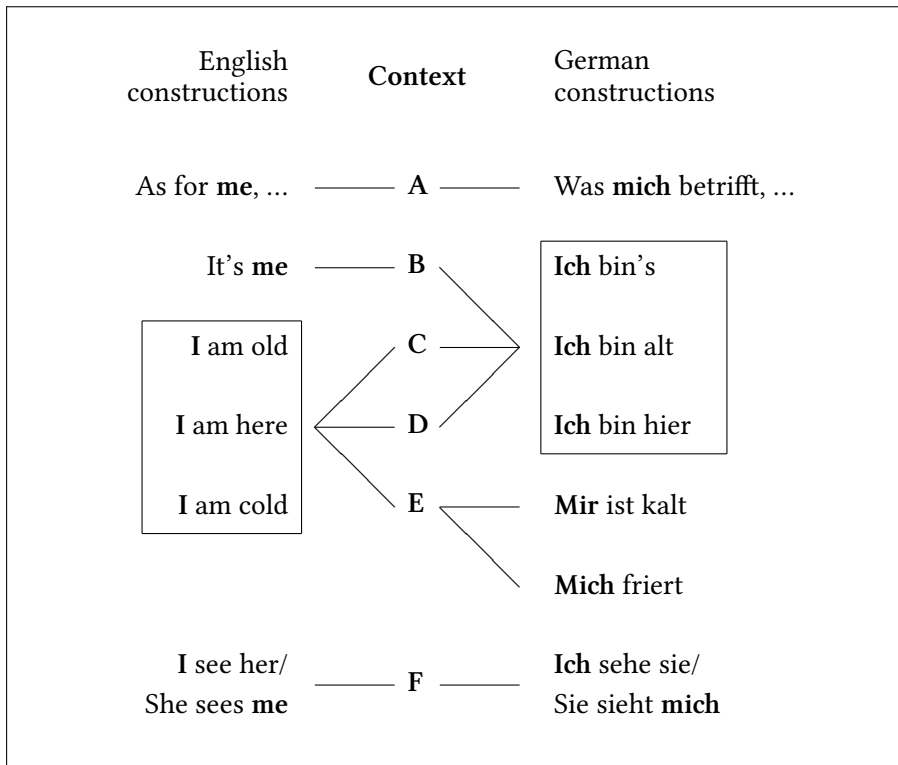 English constructions Context German constructions
As for me, … A Was mich betrifft, …
It's me B Ich bin's
I am old C Ich bin alt
I am here D Ich bin hier
I am cold E Mir ist kalt
Mich friert
I see her/ She sees me F Ich sehe sie/ Sie sieht mich